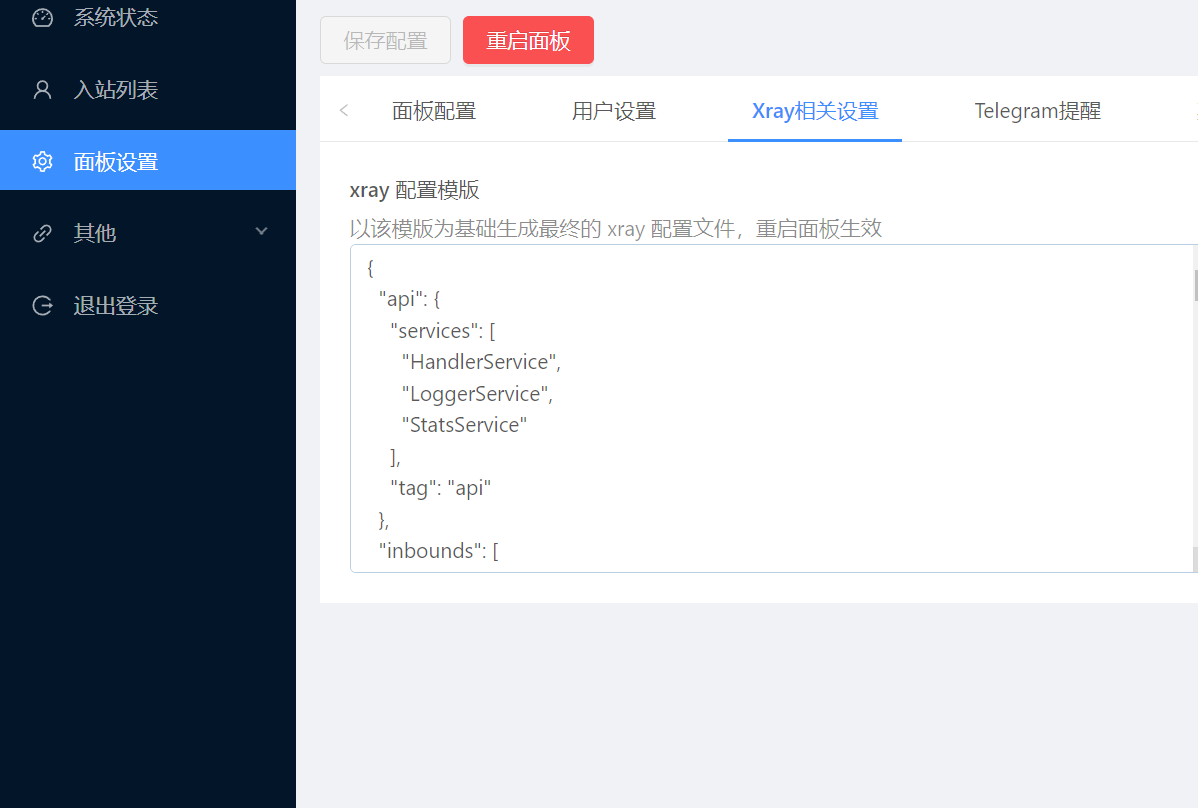 系统状态
入站列表
面板设置
其他
退出登录
保存配置
重启面板
面板配置
用户设置
Xray相关设置
Telegram提醒
xray 配置模版
以该模版为基础生成最终的 xray 配置文件，重启面板生效
{
"api": {
"services": [
"HandlerService",
"LoggerService",
"StatsService"
],
"tag": "api"
},
"inbounds": [